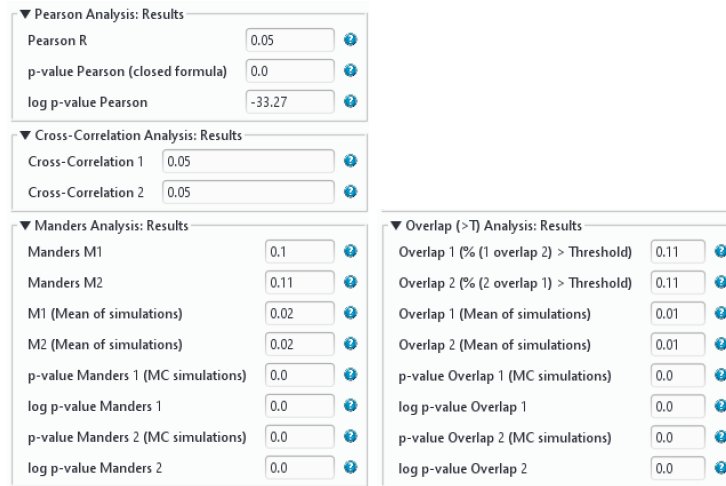 ▼ Pearson Analysis: Results
Pearson R 0.05
p-value Pearson (closed formula) 0.0
log p-value Pearson -33.27
▼ Cross-Correlation Analysis: Results
Cross-Correlation 1 0.05
Cross-Correlation 2 0.05
▼ Manders Analysis: Results
Manders M1 0.1
Manders M2 0.11
M1 (Mean of simulations) 0.02
M2 (Mean of simulations) 0.02
p-value Manders 1 (MC simulations) 0.0
log p-value Manders 1 0.0
p-value Manders 2 (MC simulations) 0.0
log p-value Manders 2 0.0
▼ Overlap (>T) Analysis: Results
Overlap 1 (% (1 overlap 2) > Threshold) 0.11
Overlap 2 (% (2 overlap 1) > Threshold) 0.11
Overlap 1 (Mean of simulations) 0.01
Overlap 2 (Mean of simulations) 0.01
p-value Overlap 1 (MC simulations) 0.0
log p-value Overlap 1 0.0
p-value Overlap 2 (MC simulations) 0.0
log p-value Overlap 2 0.0